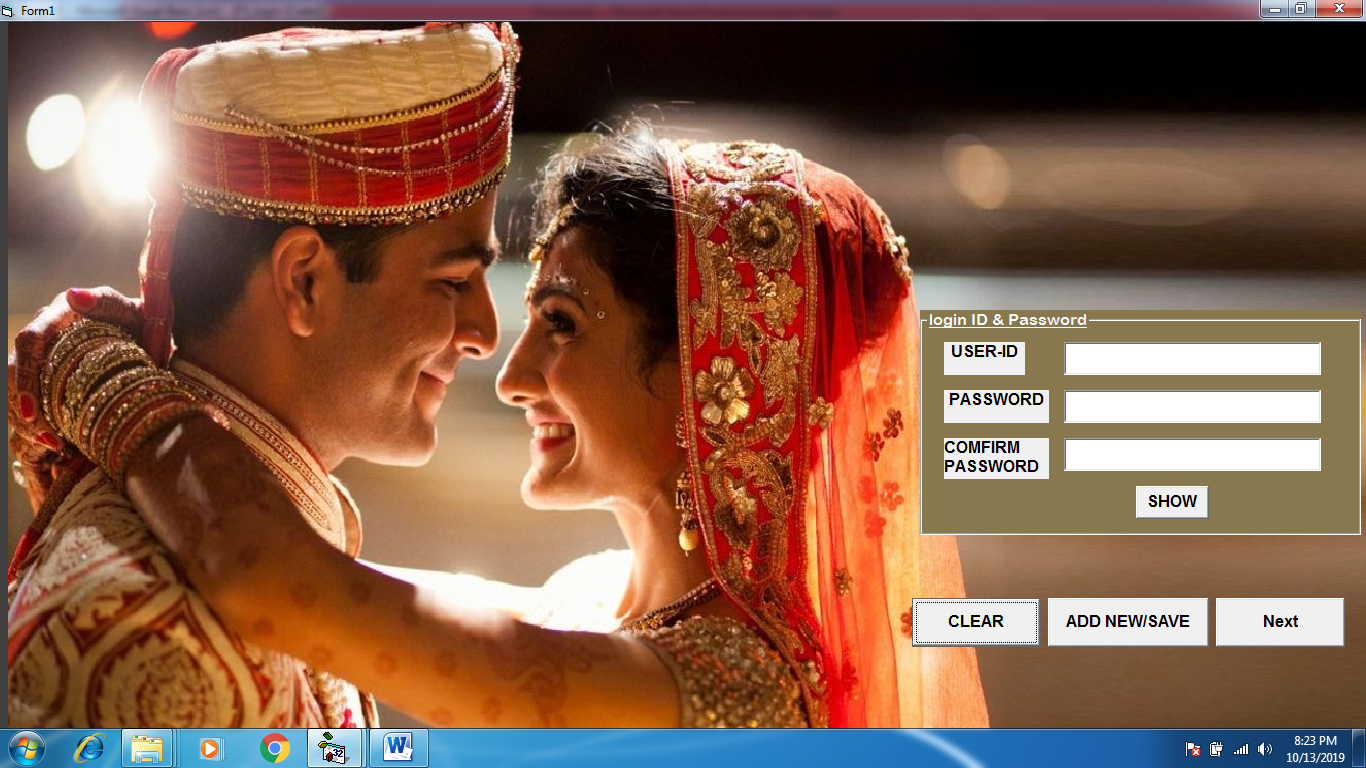 Form1
login ID & Password
USER-ID
PASSWORD
COMFIRM
PASSWORD
SHOW
CLEAR
ADD NEW/SAVE
Next
32
W
8:23 PM
10/13/2019